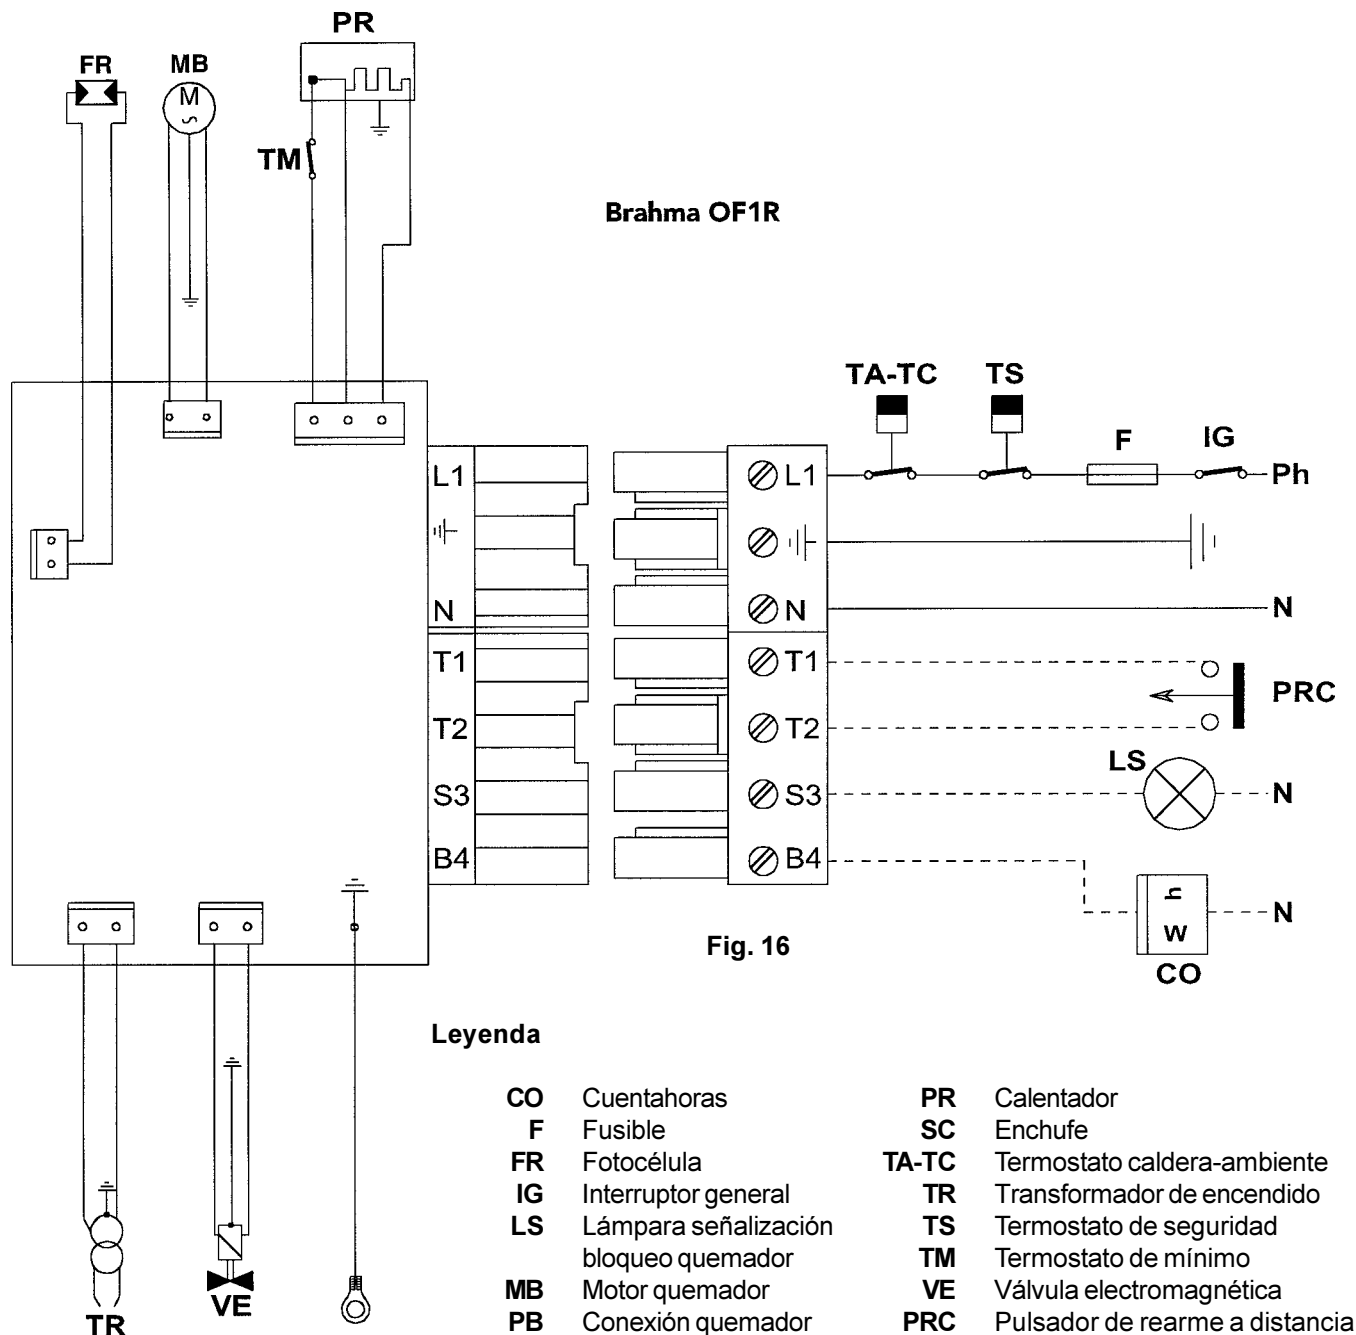 PR
FR
MB
M
TM
Brahma OF1R
TA-TC
TS
F
IG
L1
L1
Ph
N
N
N
T1
T1
PRC
T2
T2
LS
S3
S3
N
B4
B4
h
W
N
CO
Fig. 16
TR
VE
Leyenda
CO Cuentahoras
F Fusible
FR Fotocélula
IG Interruptor general
LS Lámpara señalización
bloqueo quemador
MB Motor quemador
PB Conexión quemador
PR Calentador
SC Enchufe
TA-TC Termostato caldera-ambiente
TR Transformador de encendido
TS Termostato de seguridad
TM Termostato de mínimo
VE Válvula electromagnética
PRC Pulsador de rearme a distancia